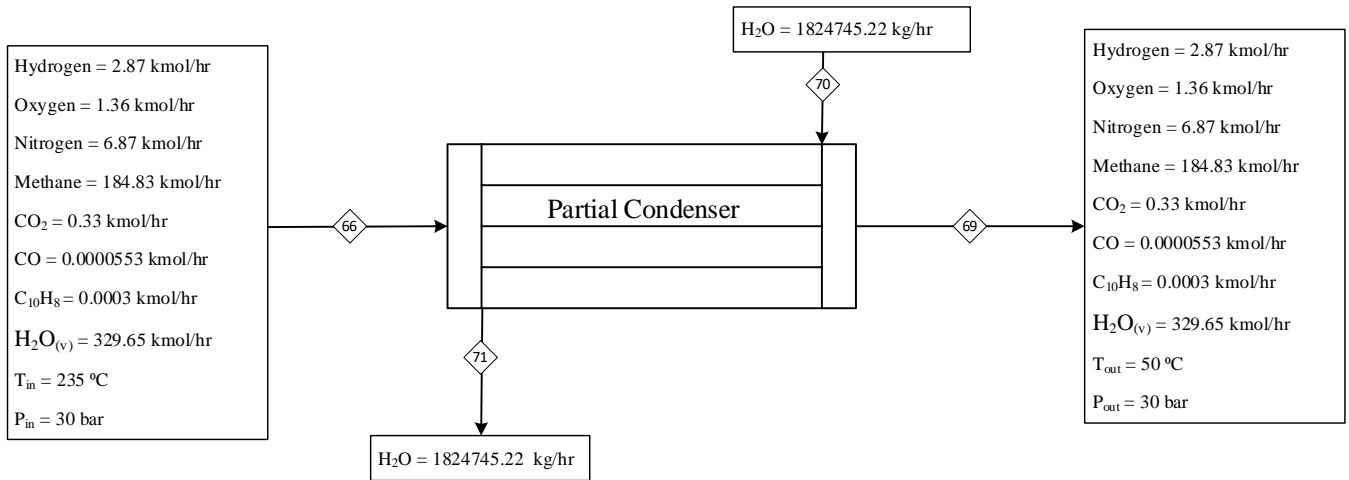 H₂O = 1824745.22 kg/hr
70
Hydrogen = 2.87 kmol/hr
Oxygen = 1.36 kmol/hr
Nitrogen = 6.87 kmol/hr
Methane = 184.83 kmol/hr
CO₂ = 0.33 kmol/hr
CO = 0.0000553 kmol/hr
C₁₀H₈ = 0.0003 kmol/hr
H₂O₍ᵥ₎ = 329.65 kmol/hr
T_in = 235 ºC
P_in = 30 bar
66
Partial Condenser
69
Hydrogen = 2.87 kmol/hr
Oxygen = 1.36 kmol/hr
Nitrogen = 6.87 kmol/hr
Methane = 184.83 kmol/hr
CO₂ = 0.33 kmol/hr
CO = 0.0000553 kmol/hr
C₁₀H₈ = 0.0003 kmol/hr
H₂O₍ᵥ₎ = 329.65 kmol/hr
T_out = 50 ºC
P_out = 30 bar
71
H₂O = 1824745.22 kg/hr